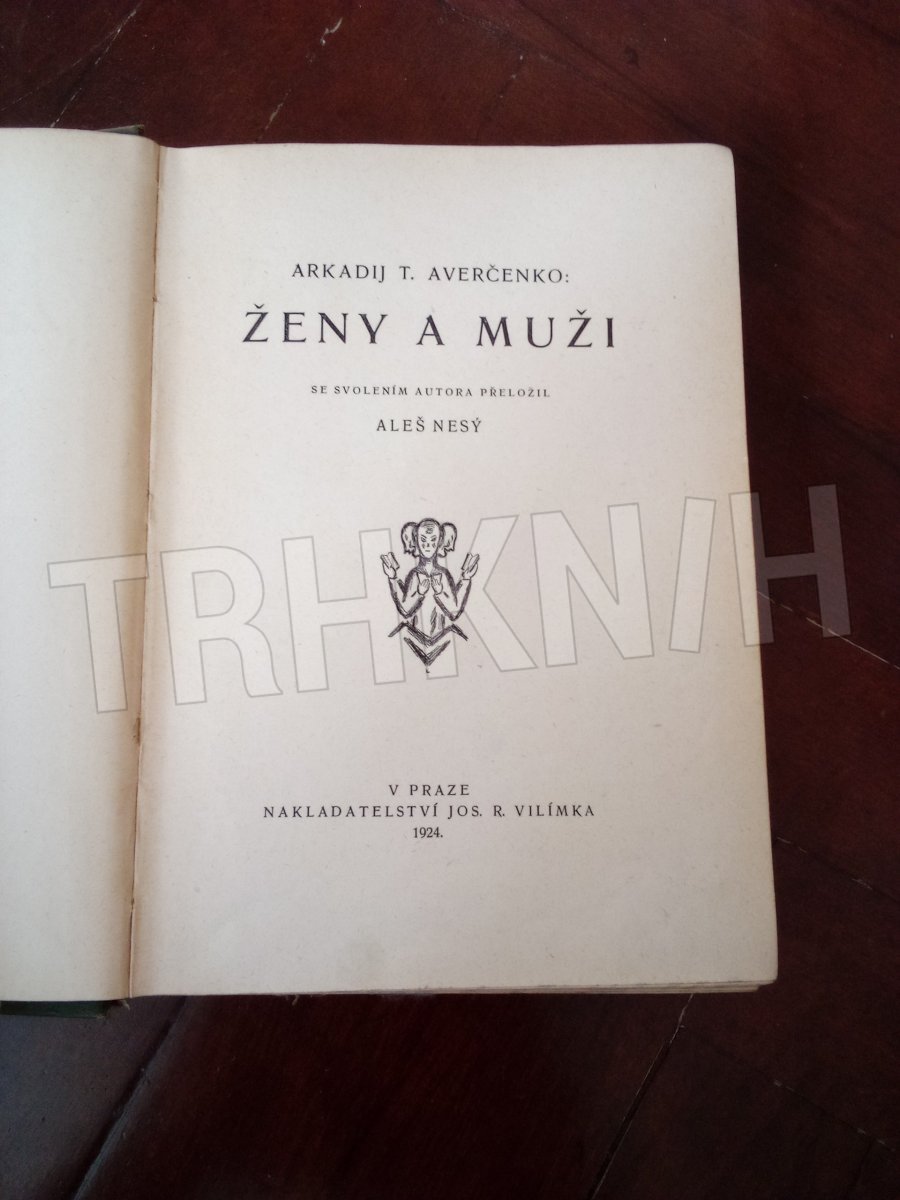 ARKADIJ T. AVERČENKO:
ŽENY A MUŽI
SE SVOLENÍM AUTORA PŘELOŽIL
ALEŠ NESÝ
TRHKNIH
V PRAZE
NAKLADATELSTVÍ JOS. R. VILÍMKA
1924.